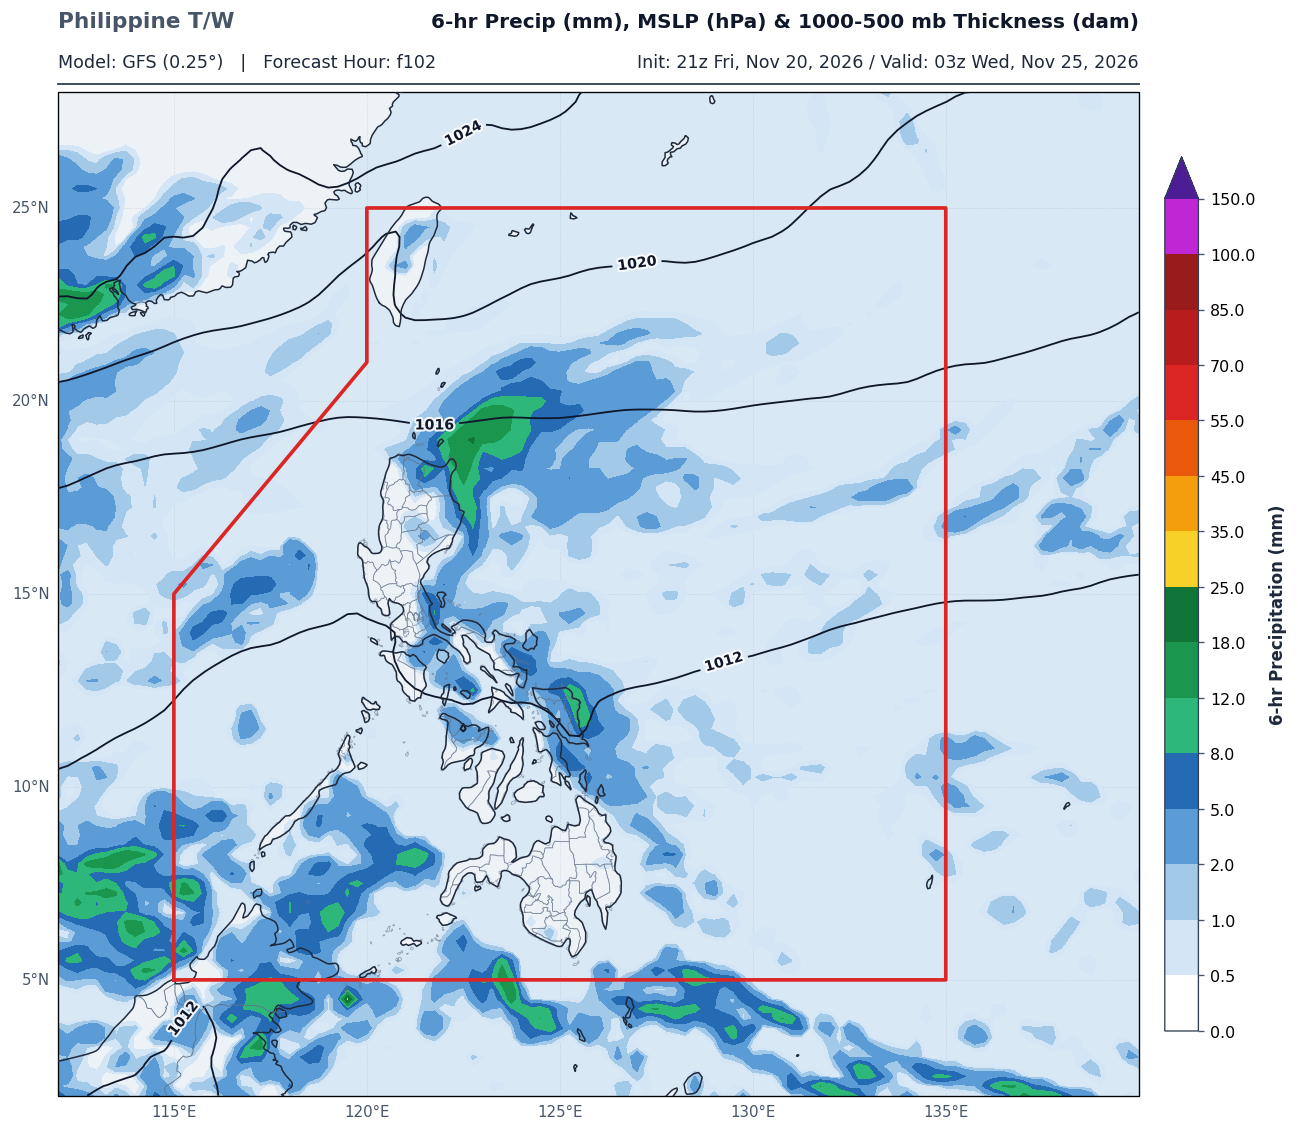 Philippine T/W
6-hr Precip (mm), MSLP (hPa) & 1000-500 mb Thickness (dam)
Model: GFS (0.25°) | Forecast Hour: f102
Init: 21z Fri, Nov 20, 2026 / Valid: 03z Wed, Nov 25, 2026
1024
1020
1016
1012
1012
25°N
20°N
15°N
10°N
5°N
115°E
120°E
125°E
130°E
135°E
150.0
100.0
85.0
70.0
55.0
45.0
35.0
25.0
18.0
12.0
8.0
5.0
2.0
1.0
0.5
0.0
6-hr Precipitation (mm)